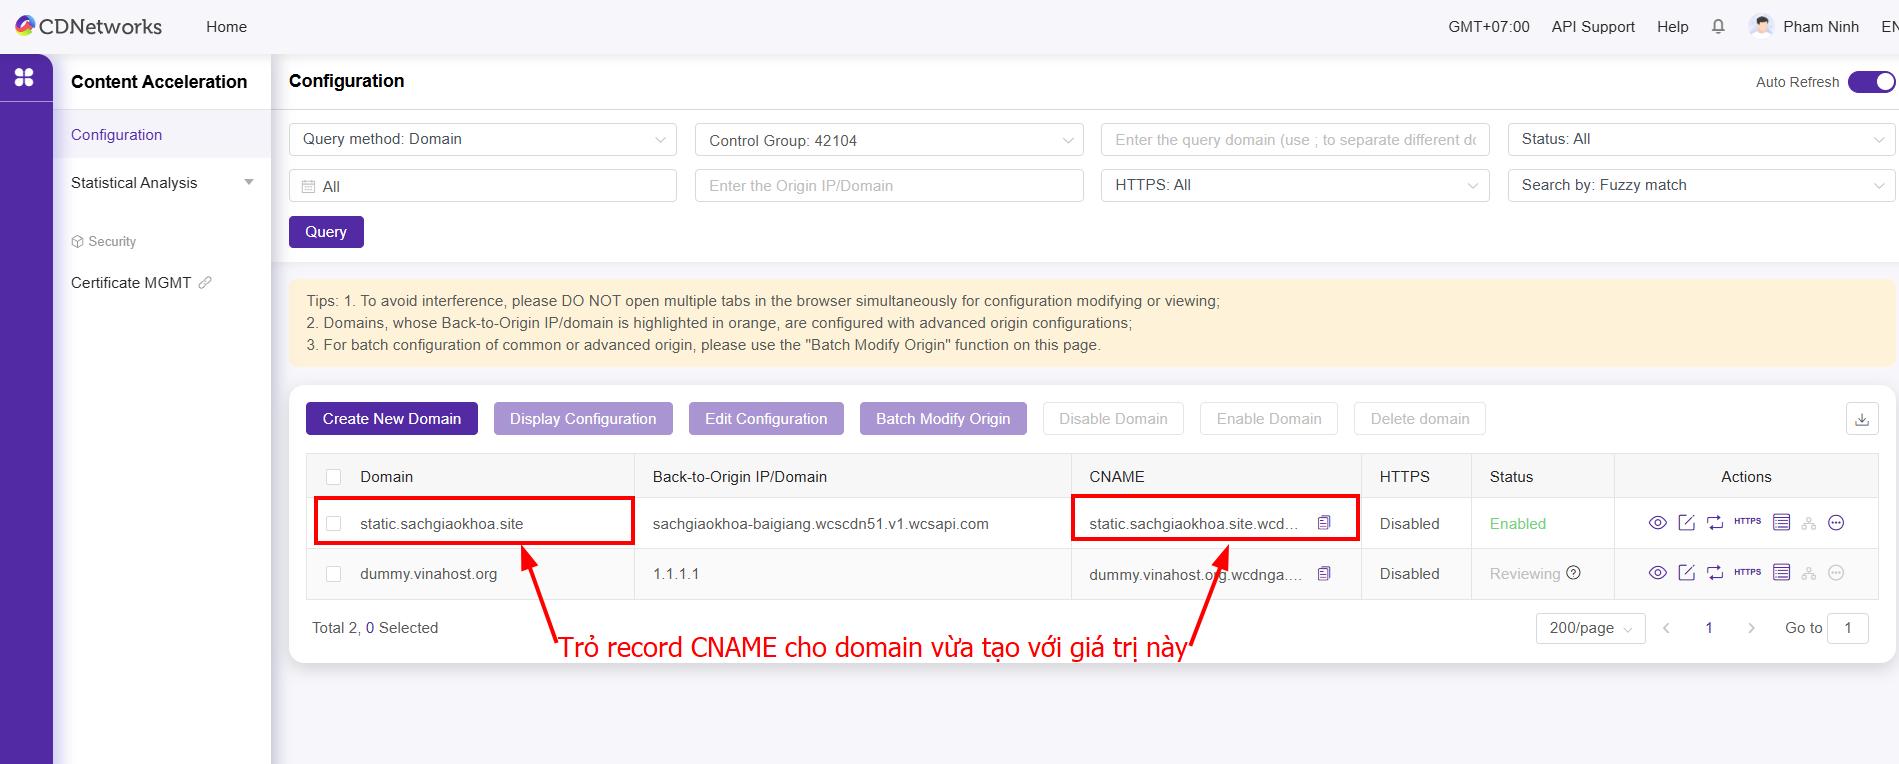 CDNetworks
Home
GMT+07:00
API Support
Help
Pham Ninh
EN
Content Acceleration
Configuration
Statistical Analysis
Security
Certificate MGMT
Configuration
Auto Refresh
Query method: Domain
Control Group: 42104
Enter the query domain (use ; to separate different dc
Status: All
All
Enter the Origin IP/Domain
HTTPS: All
Search by: Fuzzy match
Query
Tips: 1. To avoid interference, please DO NOT open multiple tabs in the browser simultaneously for configuration modifying or viewing;
2. Domains, whose Back-to-Origin IP/domain is highlighted in orange, are configured with advanced origin configurations;
3. For batch configuration of common or advanced origin, please use the "Batch Modify Origin" function on this page.
Create New Domain
Display Configuration
Edit Configuration
Batch Modify Origin
Disable Domain
Enable Domain
Delete domain
Domain
Back-to-Origin IP/Domain
CNAME
HTTPS
Status
Actions
static.sachgiaokhoa.site
sachgiaokhoa-baigiang.wcscdn51.v1.wcsapi.com
static.sachgiaokhoa.site.wcd...
Disabled
Enabled
HTTPS
dummy.vinahost.org
1.1.1.1
dummy.vinahost.org.wcdnga....
Disabled
Reviewing
HTTPS
Total 2, 0 Selected
200/page
1
Go to
1
Trỏ record CNAME cho domain vừa tạo với giá trị này